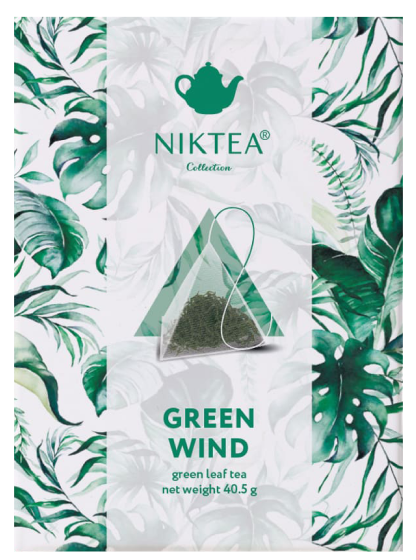 NIKTEA®
Collection
GREEN
WIND
green leaf tea
net weight 40.5 g